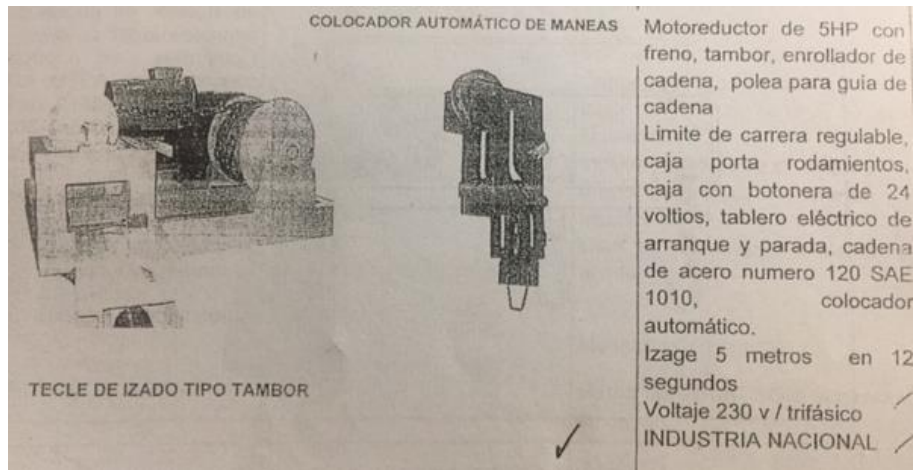 COLOCADOR AUTOMÁTICO DE MANEAS
TECLE DE IZADO TIPO TAMBOR
Motoreductor de 5HP con
freno, tambor, enrollador de
cadena, polea para guia de
cadena
Limite de carrera regulable,
caja porta rodamientos,
caja con botonera de 24
voltios, tablero eléctrico de
arranque y parada, cadena
de acero numero 120 SAE
1010, colocador
automático.
Izage 5 metros en 12
segundos
Voltaje 230 v / trifásico
INDUSTRIA NACIONAL